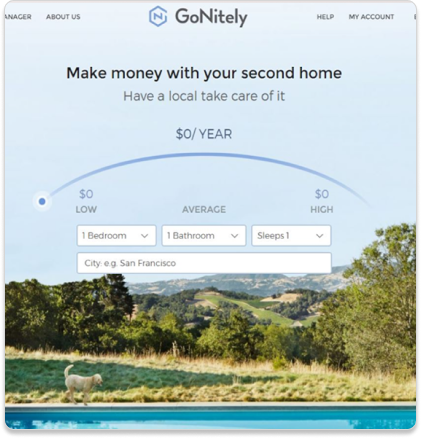 ANAGER ABOUT US GoNitely HELP MY ACCOUNT
Make money with your second home
Have a local take care of it
$0/ YEAR
$0 $0
LOW AVERAGE HIGH
1 Bedroom 1 Bathroom Sleeps 1
City: e.g. San Francisco